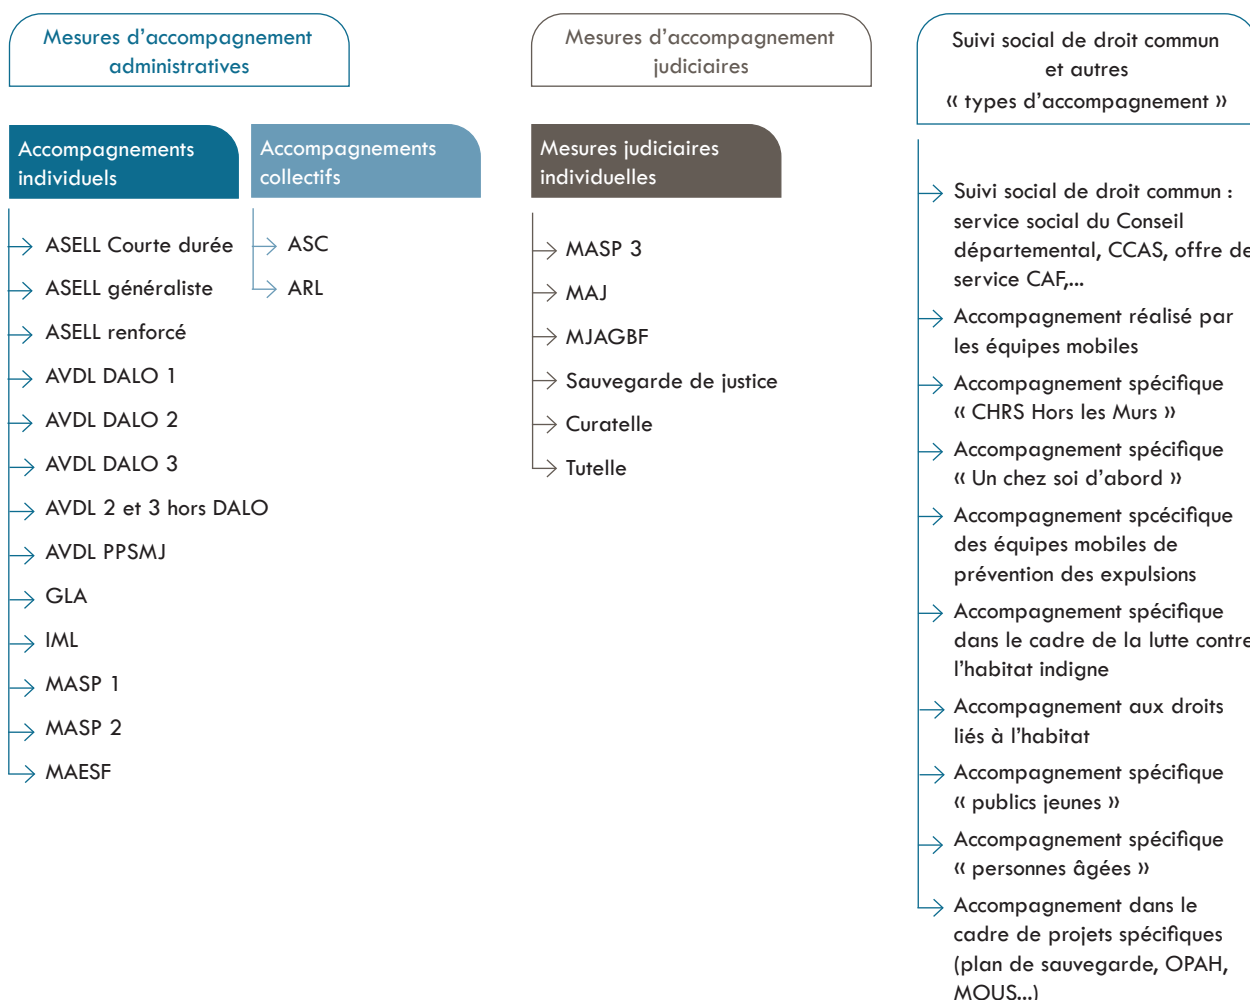 Mesures d'accompagnement
administratives
Accompagnements
individuels
ASELL Courte durée
ASELL généraliste
ASELL renforcé
AVDL DALO 1
AVDL DALO 2
AVDL DALO 3
AVDL 2 et 3 hors DALO
AVDL PPSMJ
GLA
IML
MASP 1
MASP 2
MAESF
Accompagnements
collectifs
ASC
ARL
Mesures d'accompagnement
judiciaires
Mesures judiciaires
individuelles
MASP 3
MAJ
MJAGBF
Sauvegarde de justice
Curatelle
Tutelle
Suivi social de droit commun
et autres
« types d'accompagnement »
Suivi social de droit commun :
service social du Conseil
départemental, CCAS, offre de
service CAF,...
Accompagnement réalisé par
les équipes mobiles
Accompagnement spécifique
« CHRS Hors les Murs »
Accompagnement spécifique
« Un chez soi d'abord »
Accompagnement spcécifique
des équipes mobiles de
prévention des expulsions
Accompagnement spécifique
dans le cadre de la lutte contre
l'habitat indigne
Accompagnement aux droits
liés à l'habitat
Accompagnement spécifique
« publics jeunes »
Accompagnement spécifique
« personnes âgées »
Accompagnement dans le
cadre de projets spécifiques
(plan de sauvegarde, OPAH,
MOUS...)